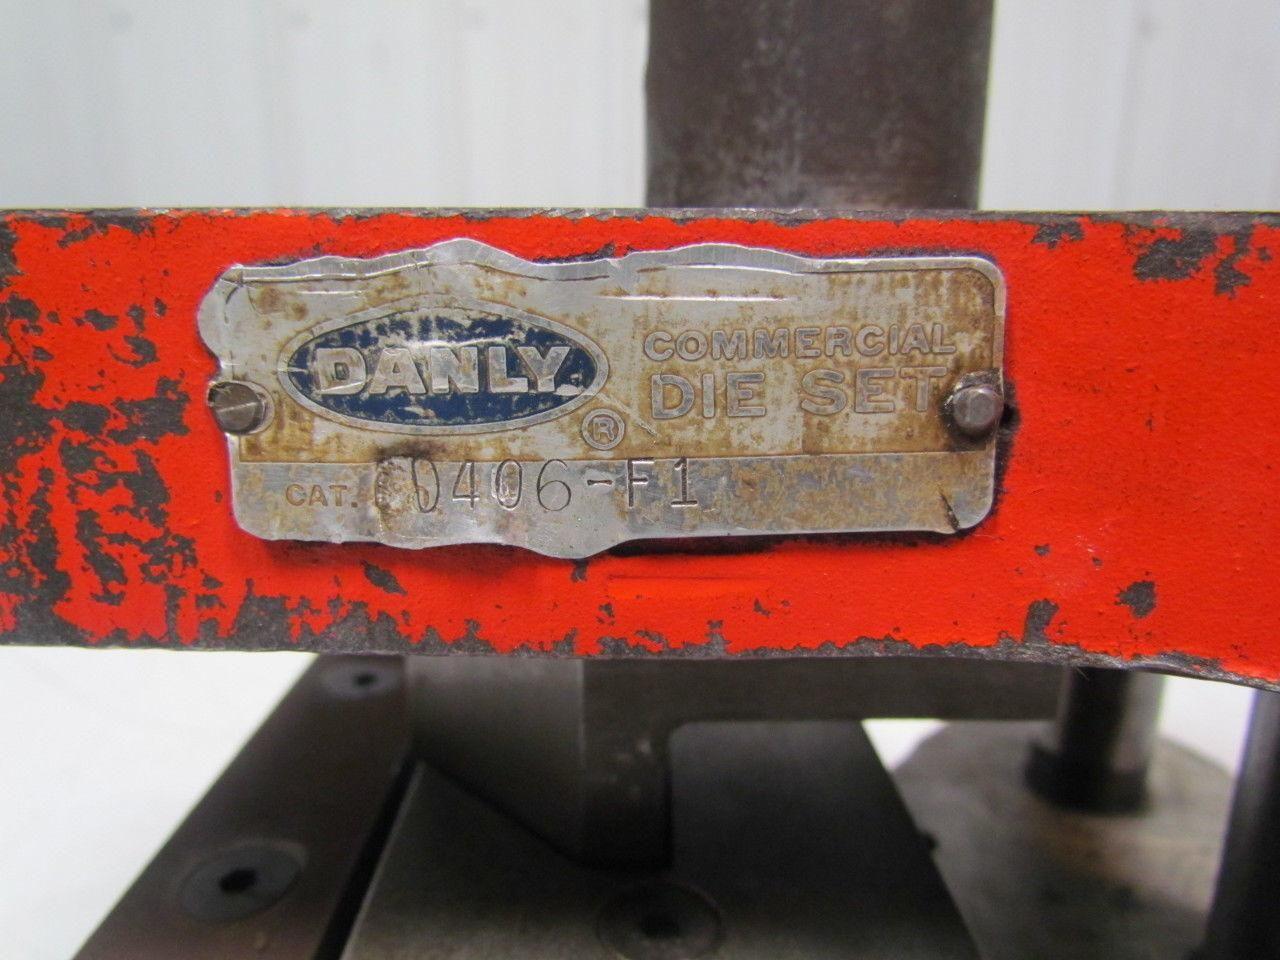 DANLY
®
COMMERCIAL
DIE SET
CAT. 0406-F1